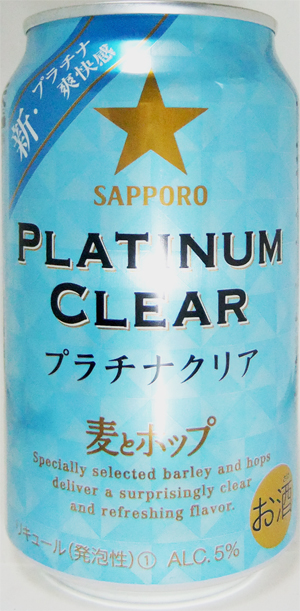 新・プラチナ
爽快感
SAPPORO
PLATINUM
CLEAR
プラチナクリア
麦とホップ
Specially selected barley and hops
deliver a surprisingly clear
and refreshing flavor.
お酒
リキュール(発泡性)① ALC.5%